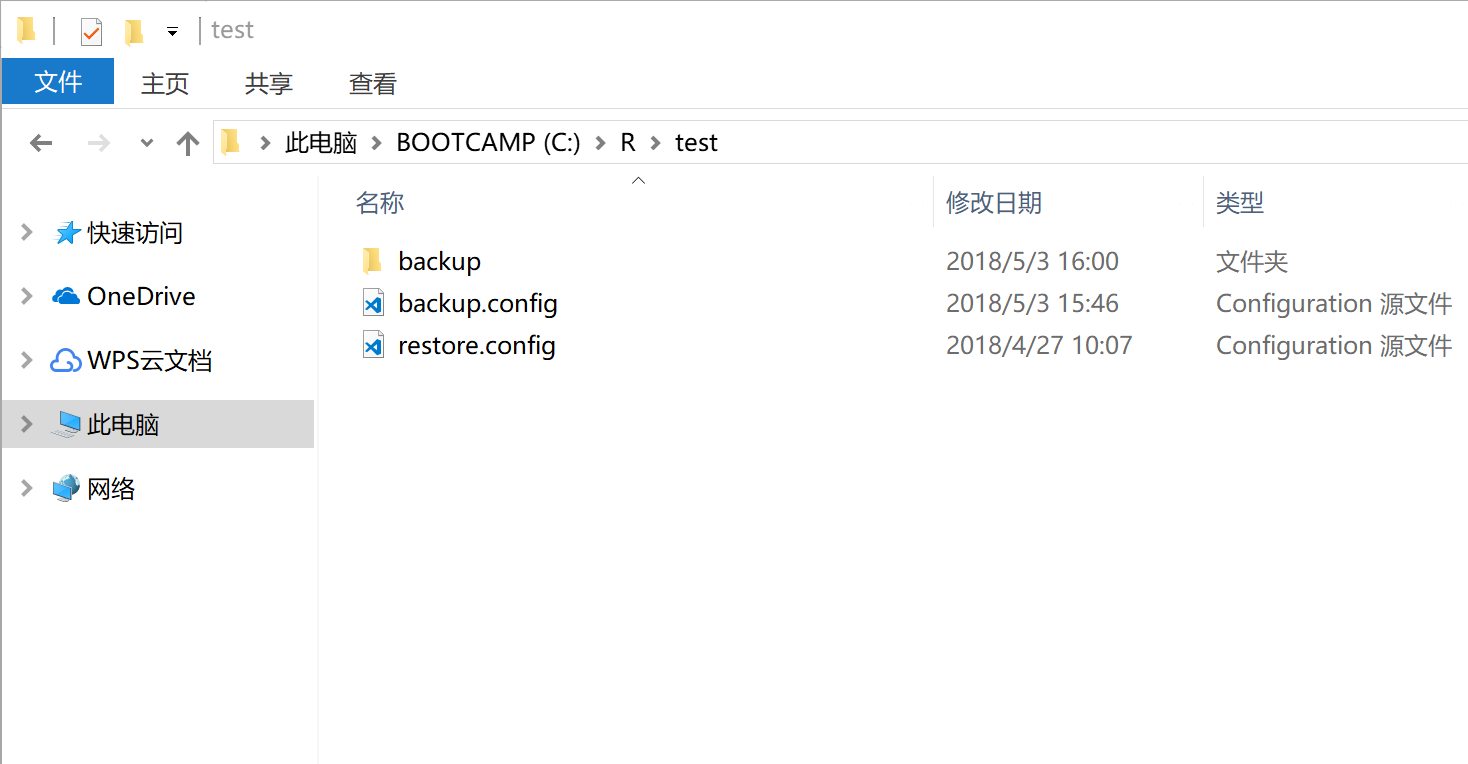 test
文件 主页 共享 查看
此电脑 BOOTCAMP (C:) R test
名称 修改日期 类型
快速访问
OneDrive
WPS云文档
此电脑
网络
backup 2018/5/3 16:00 文件夹
backup.config 2018/5/3 15:46 Configuration 源文件
restore.config 2018/4/27 10:07 Configuration 源文件